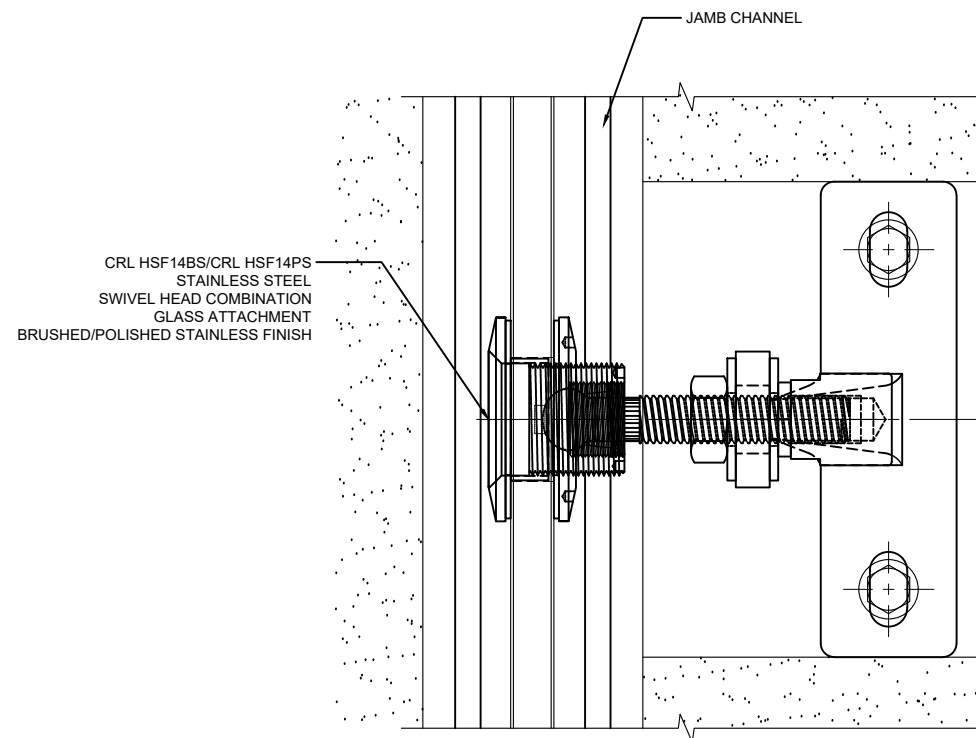 JAMB CHANNEL
CRL HSF14BS/CRL HSF14PS
STAINLESS STEEL
SWIVEL HEAD COMBINATION
GLASS ATTACHMENT
BRUSHED/POLISHED STAINLESS FINISH